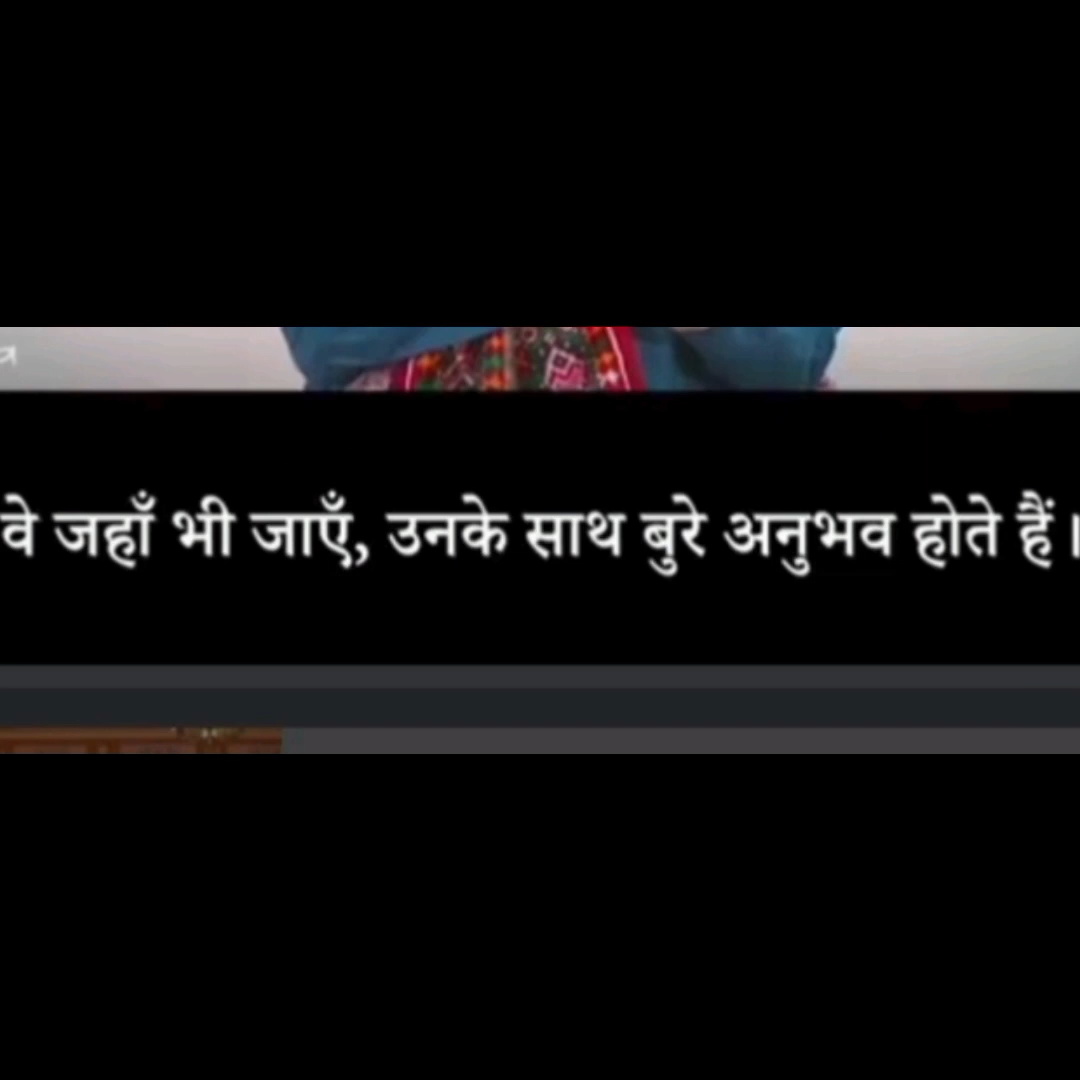 वे जहाँ भी जाएँ, उनके साथ बुरे अनुभव होते हैं।